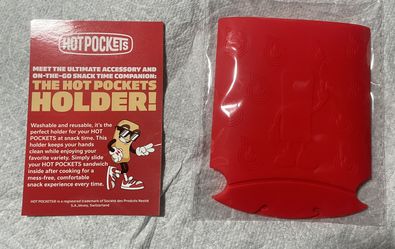 HOT POCKETS
MEET THE ULTIMATE ACCESSORY AND
ON-THE-GO SNACK TIME COMPANION:
THE HOT POCKETS
HOLDER!
Washable and reusable, it's the
perfect holder for your HOT
POCKETS at snack time. This
holder keeps your hands
clean while enjoying your
favorite variety. Simply slide
your HOT POCKETS sandwich
inside after cooking for a
mess-free, comfortable
snack experience every time.
HOT POCKETS® is a registered trademark of Société des Produits Nestlé
S.A., Vevey, Switzerland